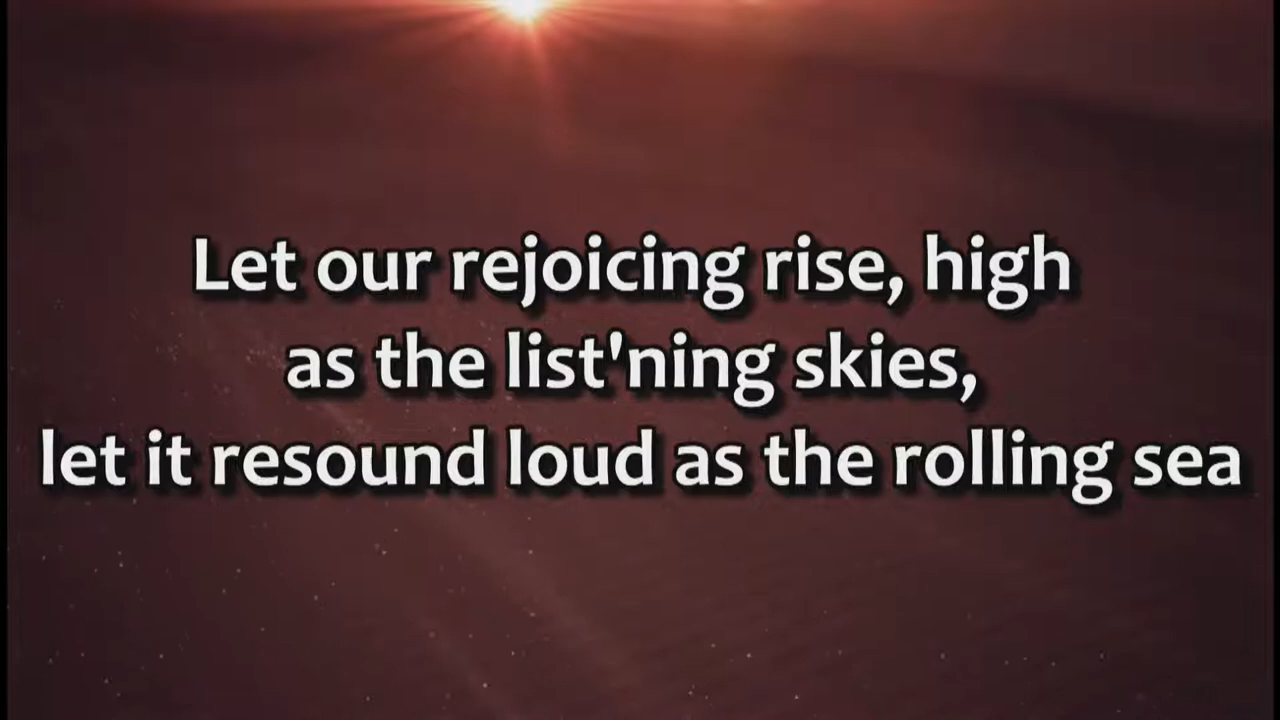 Let our rejoicing rise, high
as the list'ning skies,
let it resound loud as the rolling sea